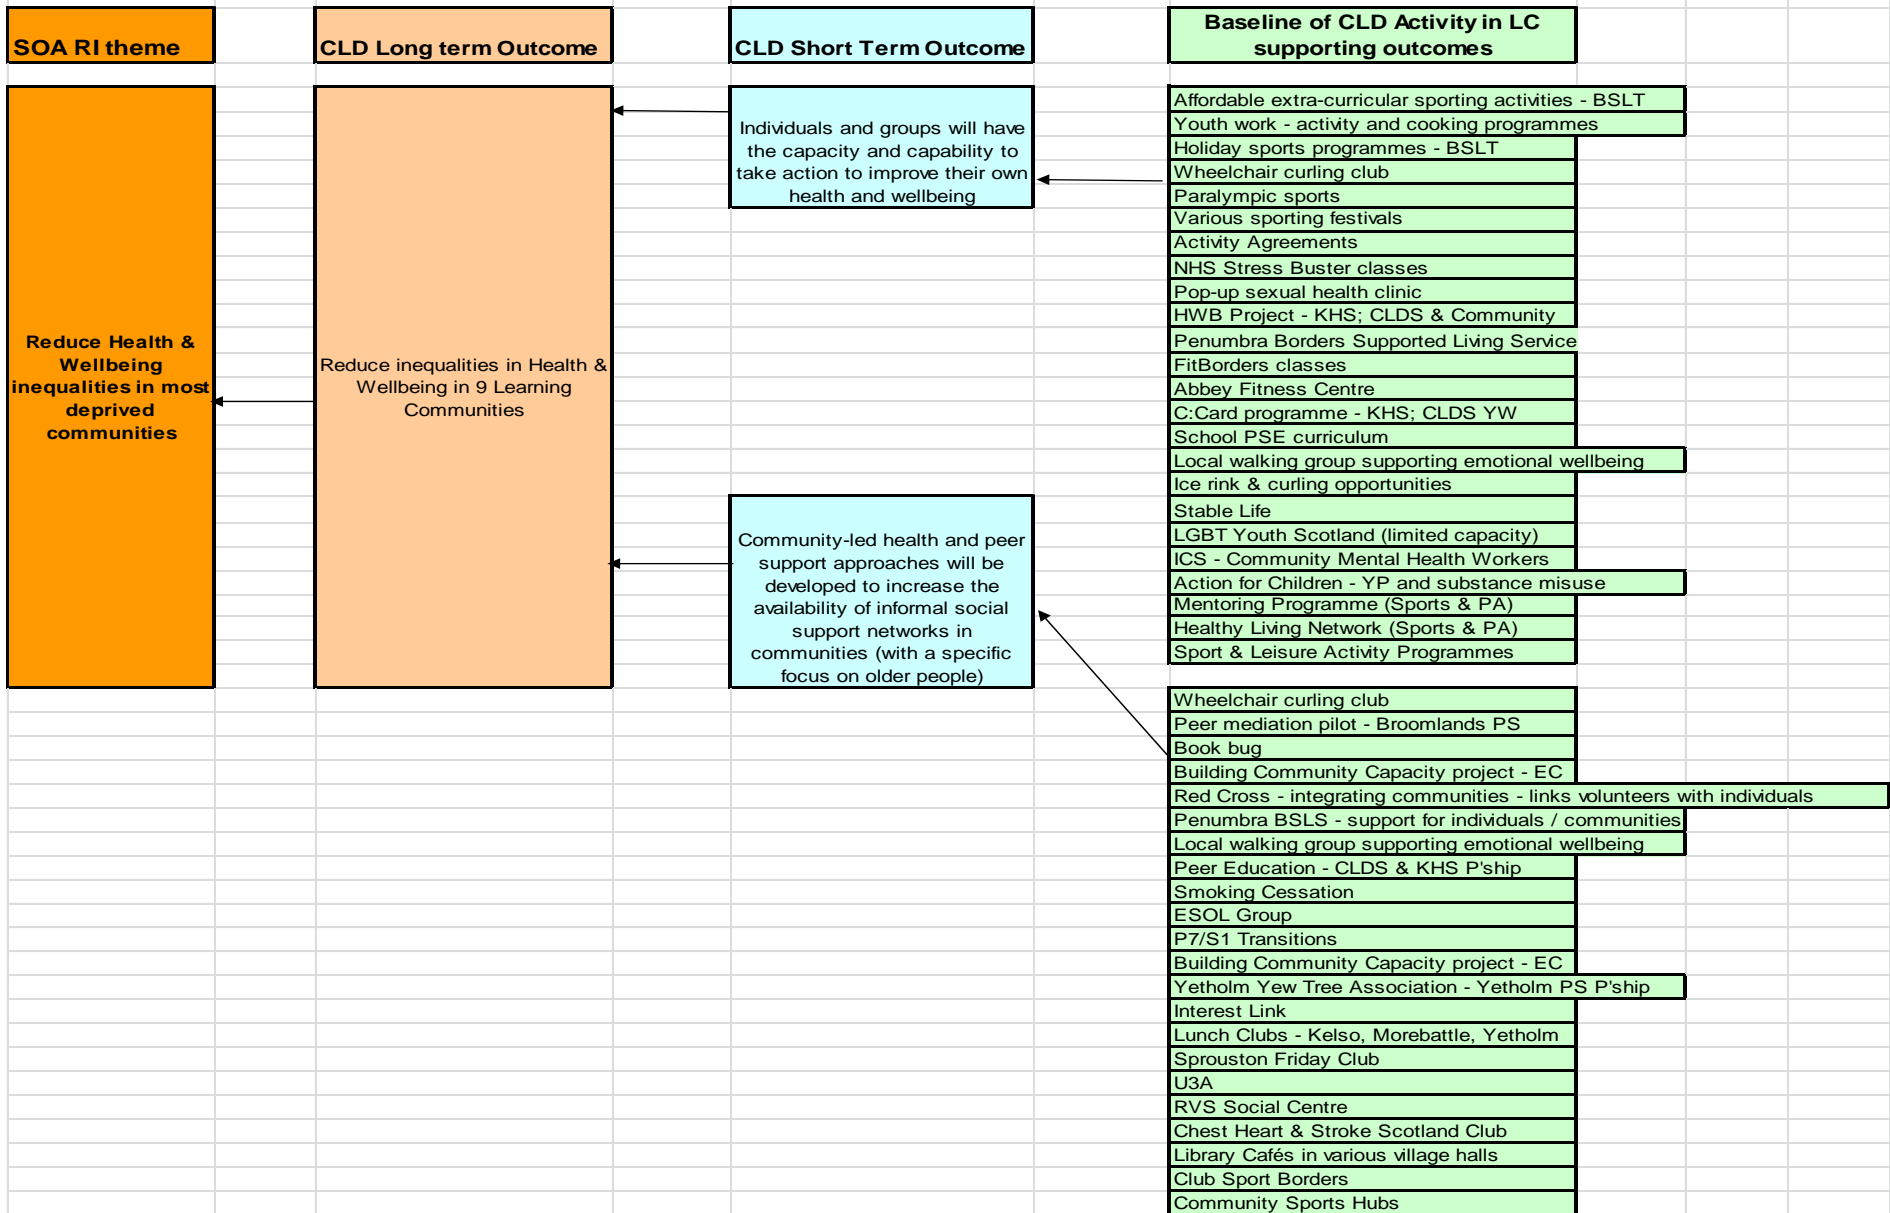 SOA RI theme
CLD Long term Outcome
CLD Short Term Outcome
Baseline of CLD Activity in LC
supporting outcomes
Reduce Health &
Wellbeing
inequalities in most
deprived
communities
Reduce inequalities in Health &
Wellbeing in 9 Learning
Communities
Individuals and groups will have
the capacity and capability to
take action to improve their own
health and wellbeing
Community-led health and peer
support approaches will be
developed to increase the
availability of informal social
support networks in
communities (with a specific
focus on older people)
Affordable extra-curricular sporting activities - BSLT
Youth work - activity and cooking programmes
Holiday sports programmes - BSLT
Wheelchair curling club
Paralympic sports
Various sporting festivals
Activity Agreements
NHS Stress Buster classes
Pop-up sexual health clinic
HWB Project - KHS; CLDS & Community
Penumbra Borders Supported Living Service
FitBorders classes
Abbey Fitness Centre
C:Card programme - KHS; CLDS YW
School PSE curriculum
Local walking group supporting emotional wellbeing
Ice rink & curling opportunities
Stable Life
LGBT Youth Scotland (limited capacity)
ICS - Community Mental Health Workers
Action for Children - YP and substance misuse
Mentoring Programme (Sports & PA)
Healthy Living Network (Sports & PA)
Sport & Leisure Activity Programmes
Wheelchair curling club
Peer mediation pilot - Broomlands PS
Book bug
Building Community Capacity project - EC
Red Cross - integrating communities - links volunteers with individuals
Penumbra BSLS - support for individuals / communities
Local walking group supporting emotional wellbeing
Peer Education - CLDS & KHS P'ship
Smoking Cessation
ESOL Group
P7/S1 Transitions
Building Community Capacity project - EC
Yetholm Yew Tree Association - Yetholm PS P'ship
Interest Link
Lunch Clubs - Kelso, Morebattle, Yetholm
Sprouston Friday Club
U3A
RVS Social Centre
Chest Heart & Stroke Scotland Club
Library Cafés in various village halls
Club Sport Borders
Community Sports Hubs